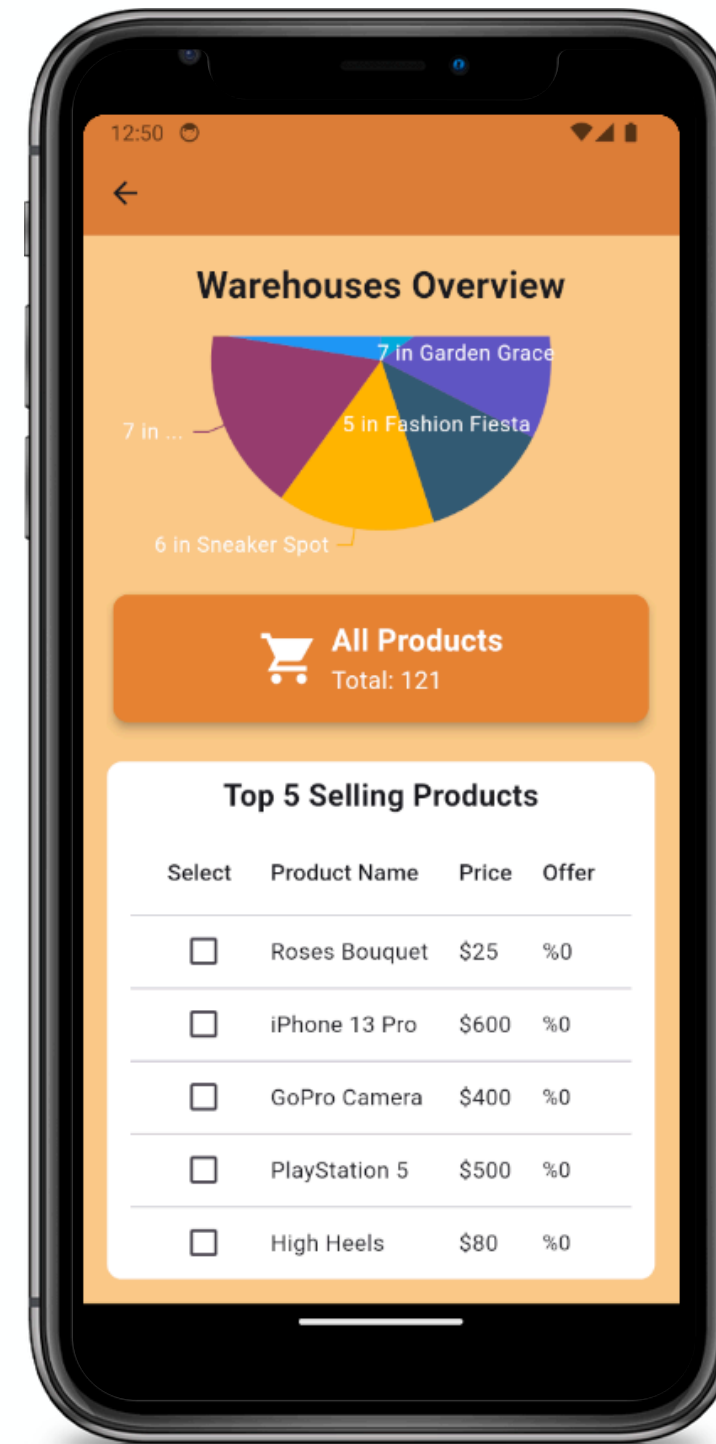 12:50
Warehouses Overview
7 in Garden Grace
5 in Fashion Fiesta
7 in ...
6 in Sneaker Spot
All Products
Total: 121
Top 5 Selling Products
Select Product Name Price Offer
Roses Bouquet $25 %0
iPhone 13 Pro $600 %0
GoPro Camera $400 %0
PlayStation 5 $500 %0
High Heels $80 %0